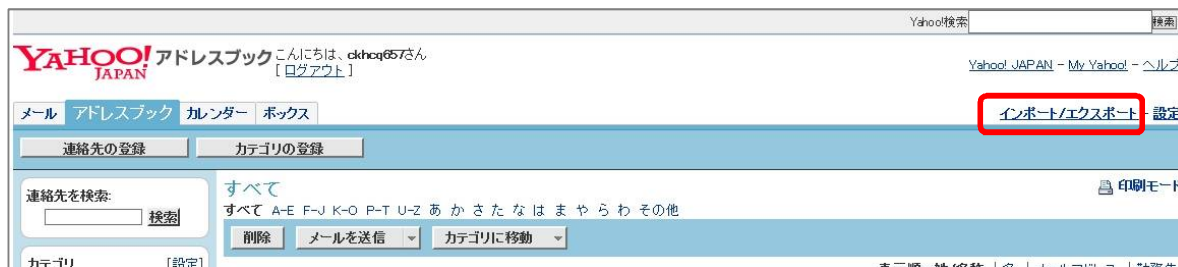 Yahoo!検索 検索
YAHOO! JAPAN アドレスブック こんにちは、ckhcq657さん
[ログアウト]
Yahoo! JAPAN - My Yahoo! - ヘルプ
メール アドレスブック カレンダー ボックス インポート/エクスポート - 設定
連絡先の登録 カテゴリの登録
連絡先を検索:
検索
すべて
印刷モード
すべて A-E F-J K-O P-T U-Z あ か さ た な は ま や ら わ その他
削除 メールを送信 カテゴリに移動
カテゴリ [設定]